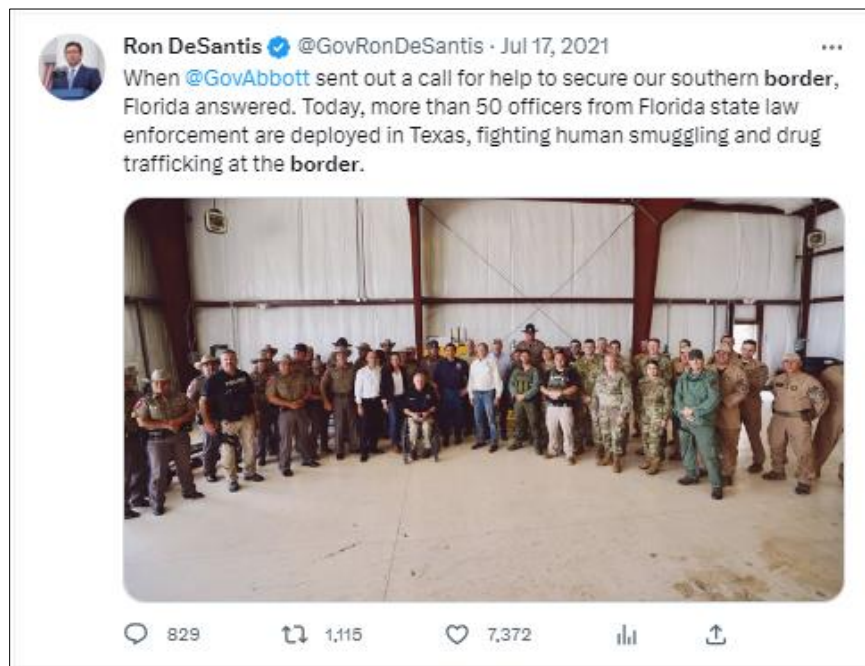 Ron DeSantis @GovRonDeSantis · Jul 17, 2021
When @GovAbbott sent out a call for help to secure our southern border,
Florida answered. Today, more than 50 officers from Florida state law
enforcement are deployed in Texas, fighting human smuggling and drug
trafficking at the border.
829 1,115 7,372